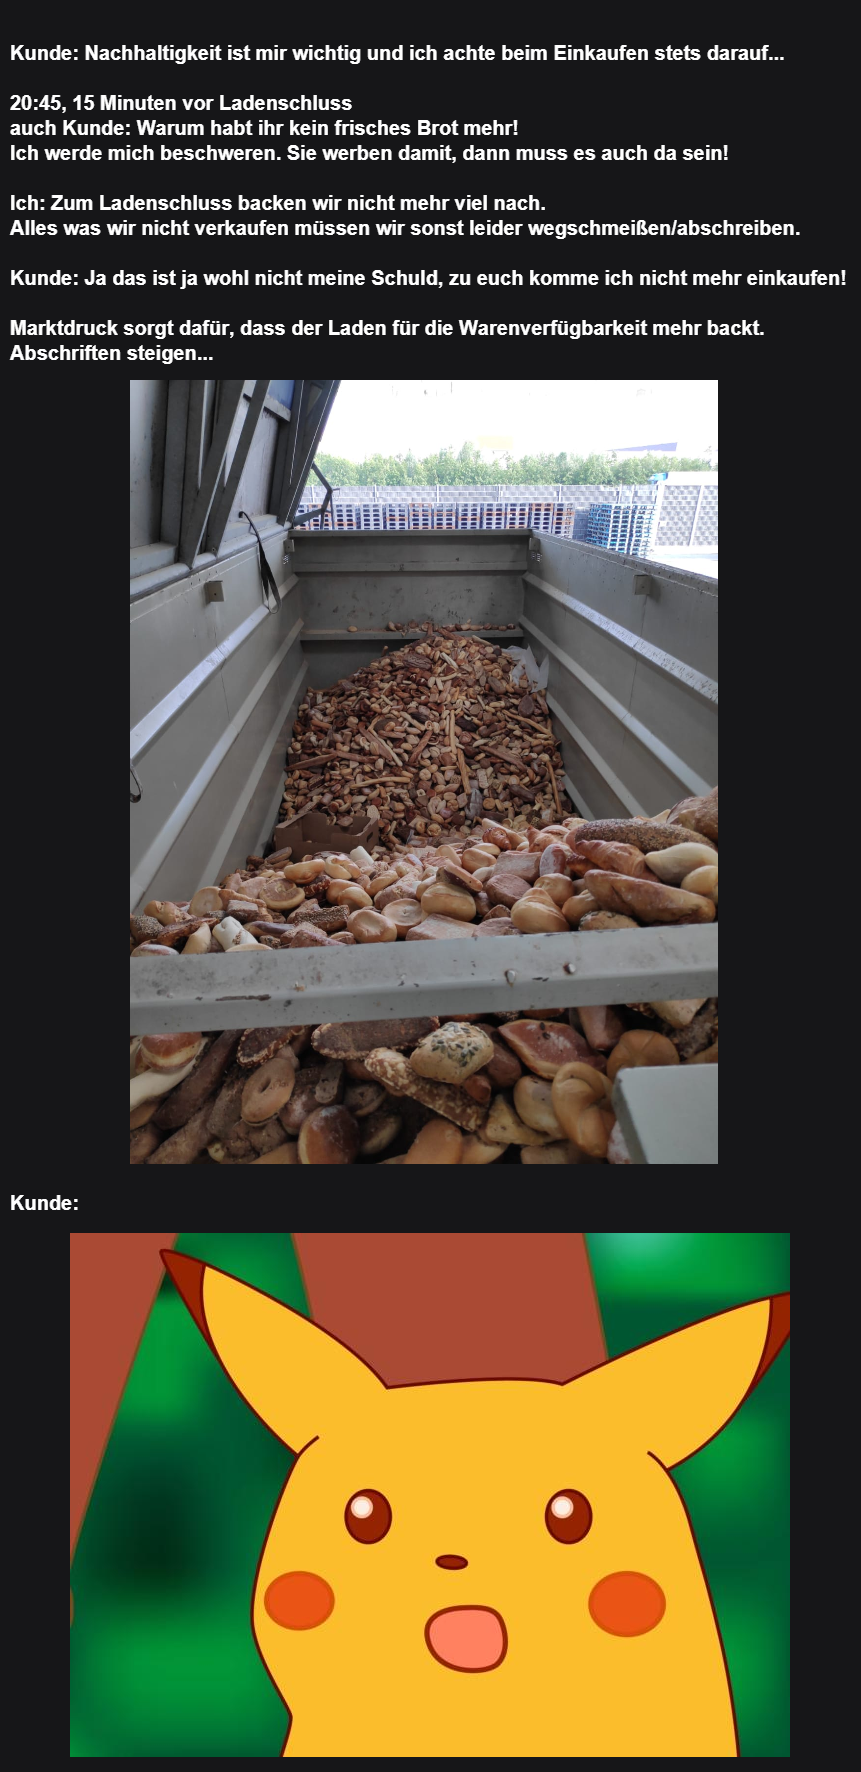 Kunde: Nachhaltigkeit ist mir wichtig und ich achte beim Einkaufen stets darauf...
20:45, 15 Minuten vor Ladenschluss
auch Kunde: Warum habt ihr kein frisches Brot mehr!
Ich werde mich beschweren. Sie werben damit, dann muss es auch da sein!
Ich: Zum Ladenschluss backen wir nicht mehr viel nach.
Alles was wir nicht verkaufen müssen wir sonst leider wegschmeißen/abschreiben.
Kunde: Ja das ist ja wohl nicht meine Schuld, zu euch komme ich nicht mehr einkaufen!
Marktdruck sorgt dafür, dass der Laden für die Warenverfügbarkeit mehr backt.
Abschriften steigen...
Kunde: